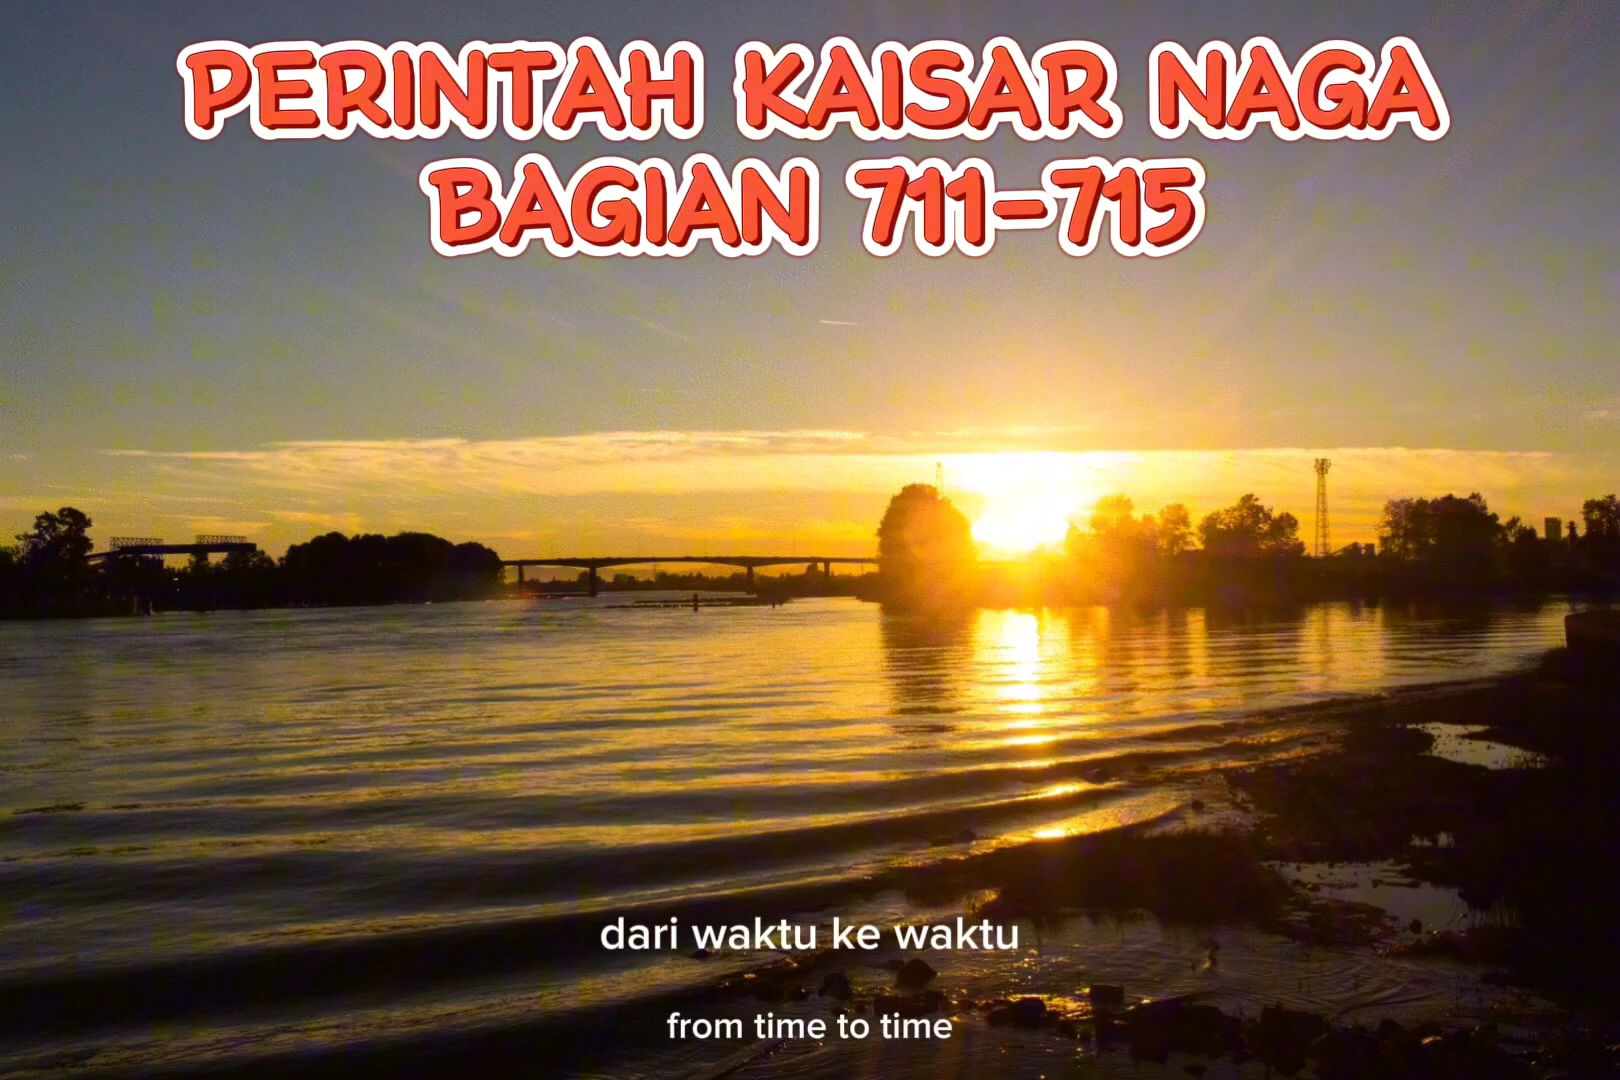 PERINTAH KAISAR NAGA
BAGIAN 711-715
dari waktu ke waktu
from time to time